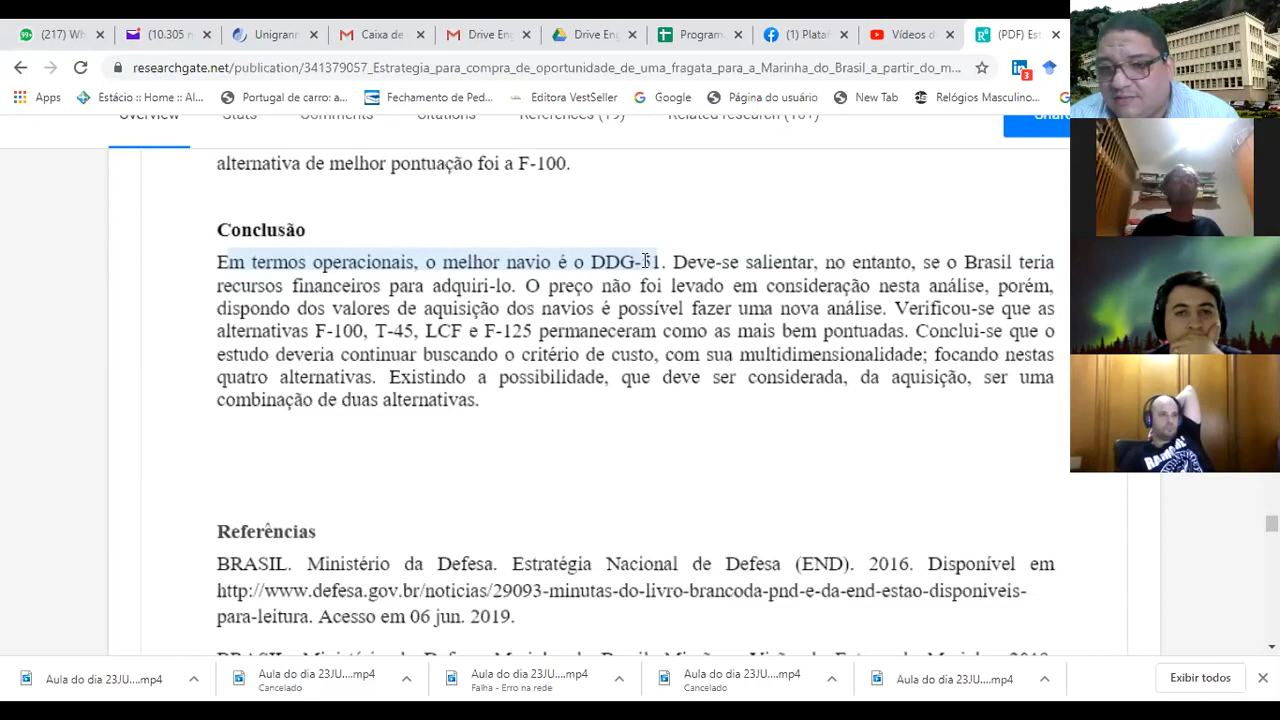 (217) Wh
(10.305 n
Unigrann
Caixa de
Drive Eng
Drive Eng
Program
(1) Plata
Vídeos d
(PDF) Es
researchgate.net/publication/341379057_Estrategia_para_compra_de_oportunidade_de_uma_fragata_para_a_Marinha_do_Brasil_a_partir_do_m...
3
Apps
Estácio :: Home :: Al...
Portugal de carro: a...
Fechamento de Ped...
Editora VestSeller
Google
Página do usuário
New Tab
Relógios Masculino...
Overview
Stats
Comments
Citations
References (19)
Related research
Share
alternativa de melhor pontuação foi a F-100.
Conclusão
Em termos operacionais, o melhor navio é o DDG-51. Deve-se salientar, no entanto, se o Brasil teria
recursos financeiros para adquiri-lo. O preço não foi levado em consideração nesta análise, porém,
dispondo dos valores de aquisição dos navios é possível fazer uma nova análise. Verificou-se que as
alternativas F-100, T-45, LCF e F-125 permaneceram como as mais bem pontuadas. Conclui-se que o
estudo deveria continuar buscando o critério de custo, com sua multidimensionalidade; focando nestas
quatro alternativas. Existindo a possibilidade, que deve ser considerada, da aquisição, ser uma
combinação de duas alternativas.
Referências
BRASIL. Ministério da Defesa. Estratégia Nacional de Defesa (END). 2016. Disponível em
http://www.defesa.gov.br/noticias/29093-minutas-do-livro-brancoda-pnd-e-da-end-estao-disponiveis-
para-leitura. Acesso em 06 jun. 2019.
Aula do dia 23JU....mp4
Aula do dia 23JU....mp4
Cancelado
Aula do dia 23JU....mp4
Falha - Erro na rede
Aula do dia 23JU....mp4
Cancelado
Aula do dia 23JU....mp4
Exibir todos